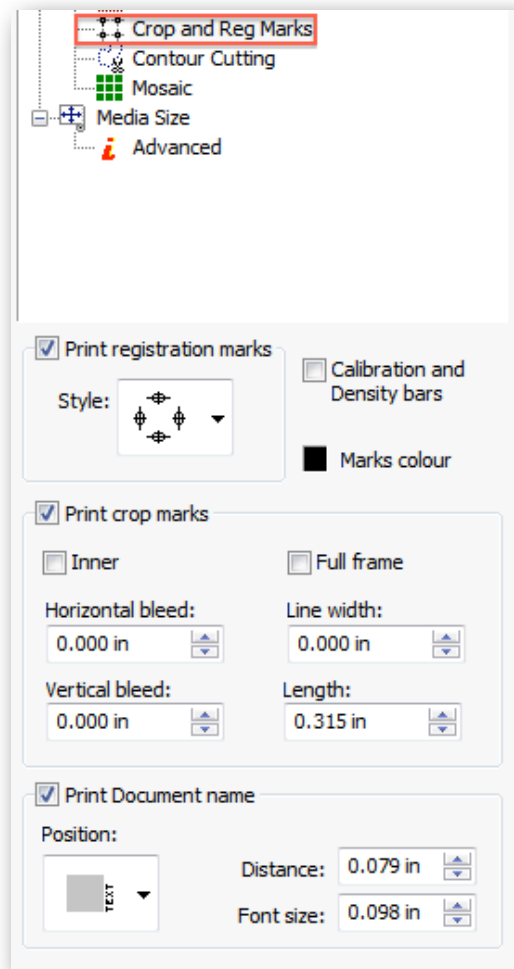 Crop and Reg Marks
Contour Cutting
Mosaic
Media Size
Advanced
Print registration marks
Style:
Calibration and
Density bars
Marks colour
Print crop marks
Inner
Full frame
Horizontal bleed:
Line width:
0.000 in
0.000 in
Vertical bleed:
Length:
0.000 in
0.315 in
Print Document name
Position:
TEXT
Distance:
0.079 in
Font size:
0.098 in